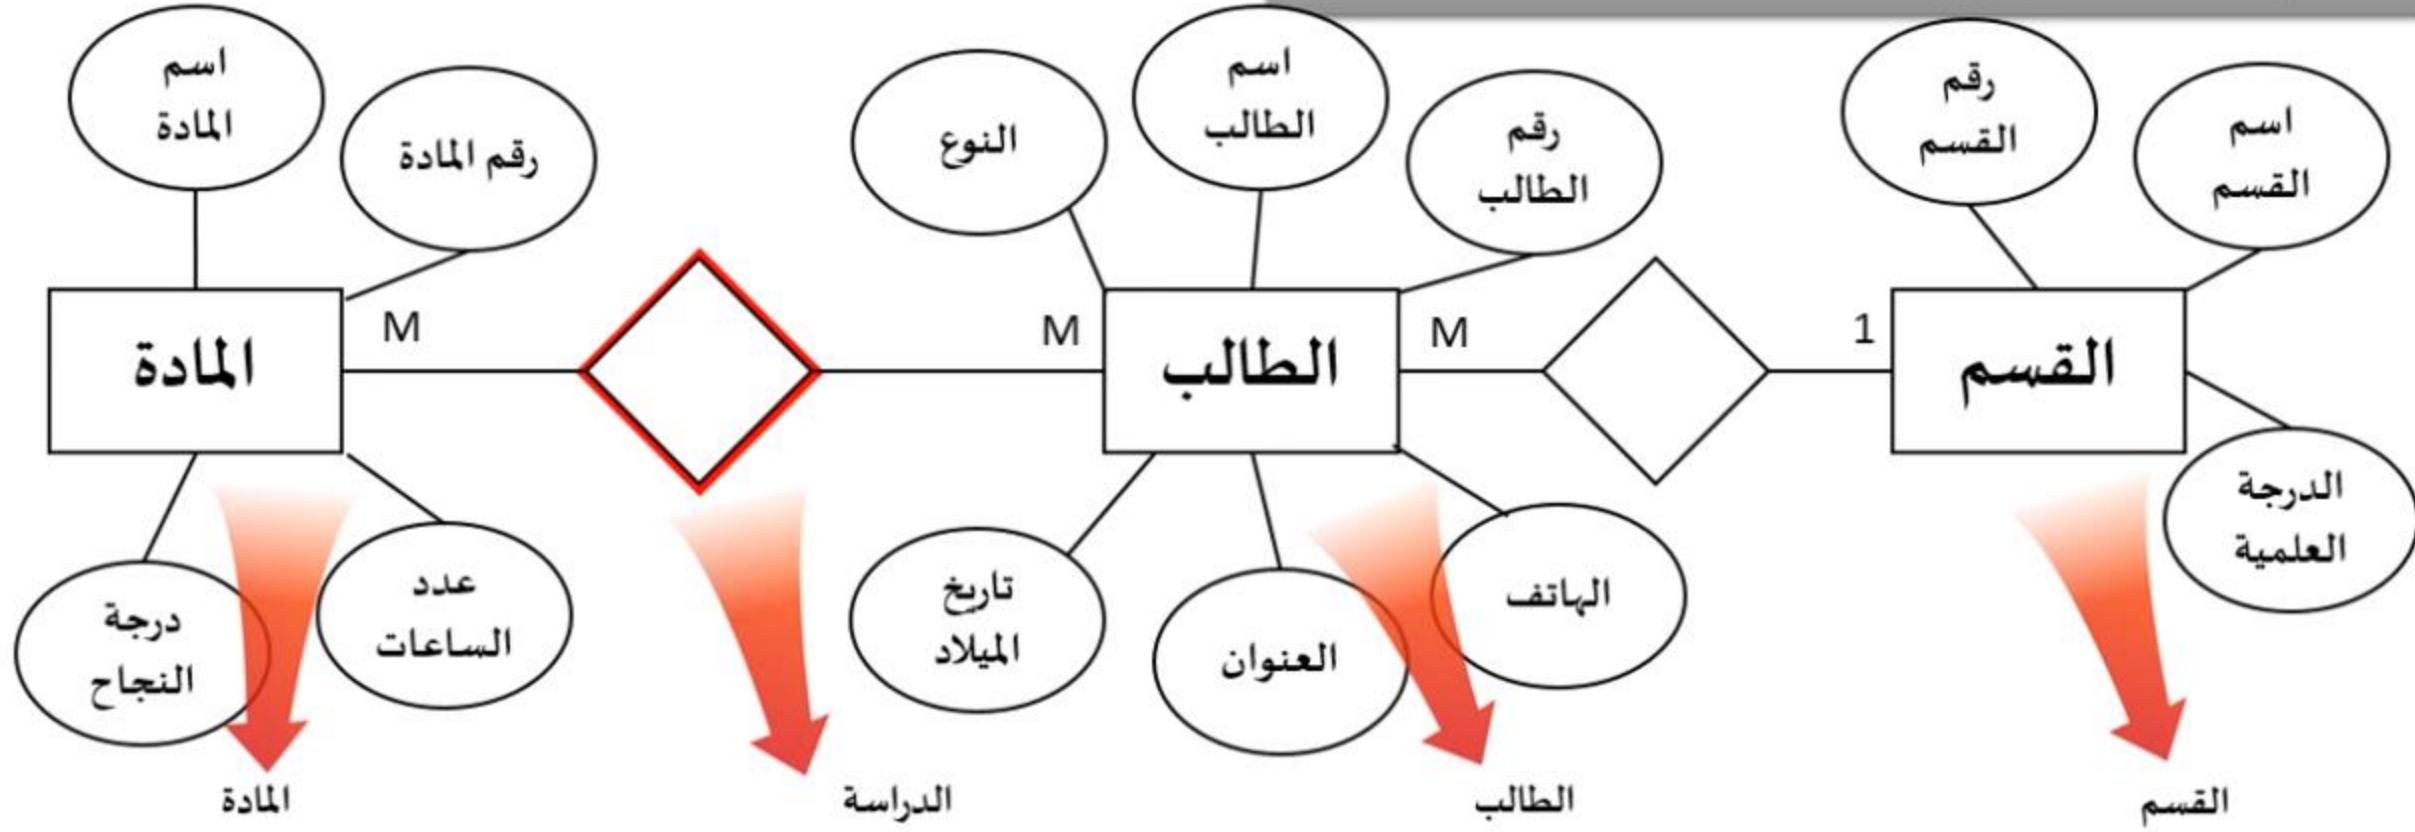 رقم
القسم
اسم
القسم
اسم
الطالب
رقم
الطالب
النوع
اسم
المادة
رقم المادة
القسم
1
M
الطالب
M
M
المادة
الدرجة
العلمية
الهاتف
العنوان
تاريخ
الميلاد
عدد
الساعات
درجة
النجاح
القسم
الطالب
الدراسة
المادة